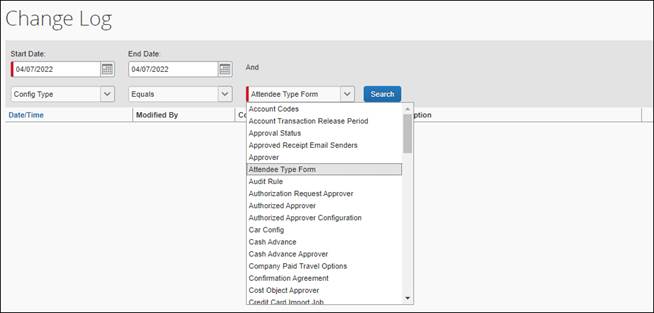 Change Log
Start Date: End Date:
04/07/2022 04/07/2022 And
Config Type Equals Attendee Type Form Search
Date/Time Modified By Co ption
Account Codes
Account Transaction Release Period
Approval Status
Approved Receipt Email Senders
Approver
Attendee Type Form
Audit Rule
Authorization Request Approver
Authorized Approver
Authorized Approver Configuration
Car Config
Cash Advance
Cash Advance Approver
Company Paid Travel Options
Confirmation Agreement
Cost Object Approver
Credit Card Import Job